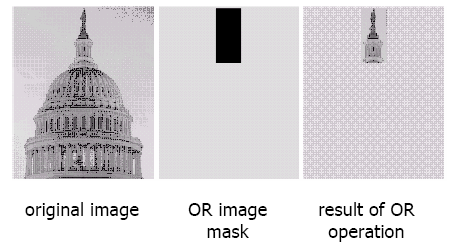 original image
OR image
mask
result of OR
operation